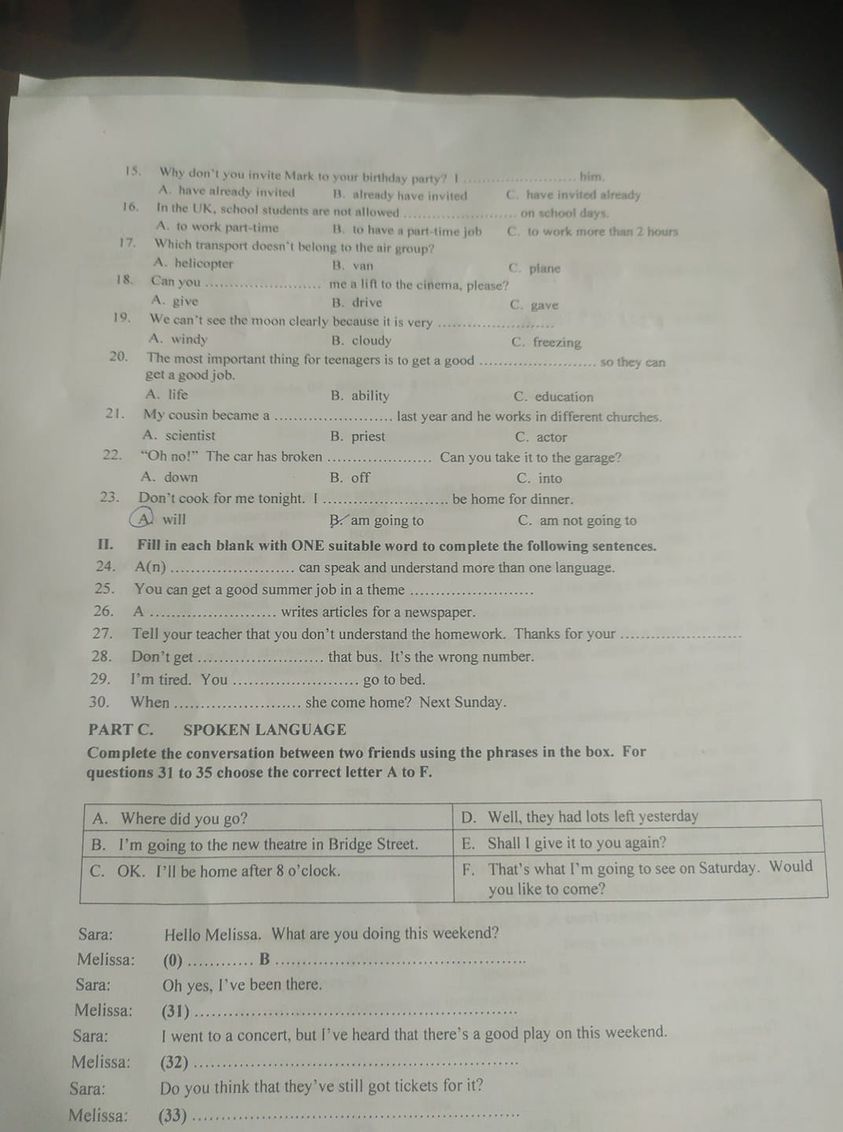 15. Why don't you invite Mark to your birthday party? I ........................ him.
A. have already invited B. already have invited C. have invited already
16. In the UK, school students are not allowed ........................ on school days.
A. to work part-time B. to have a part-time job C. to work more than 2 hours
17. Which transport doesn't belong to the air group?
A. helicopter B. van C. plane
18. Can you ........................ me a lift to the cinema, please?
A. give B. drive C. gave
19. We can't see the moon clearly because it is very ........................
A. windy B. cloudy C. freezing
20. The most important thing for teenagers is to get a good ........................ so they can
get a good job.
A. life B. ability C. education
21. My cousin became a ........................ last year and he works in different churches.
A. scientist B. priest C. actor
22. “Oh no!” The car has broken ..................... Can you take it to the garage?
A. down B. off C. into
23. Don't cook for me tonight. I ......................... be home for dinner.
A. will B. am going to C. am not going to
II. Fill in each blank with ONE suitable word to complete the following sentences.
24. A(n) ........................ can speak and understand more than one language.
25. You can get a good summer job in a theme ........................
26. A ........................ writes articles for a newspaper.
27. Tell your teacher that you don't understand the homework. Thanks for your ........................
28. Don't get ........................ that bus. It's the wrong number.
29. I'm tired. You ........................ go to bed.
30. When ........................ she come home? Next Sunday.
PART C. SPOKEN LANGUAGE
Complete the conversation between two friends using the phrases in the box. For
questions 31 to 35 choose the correct letter A to F.
A. Where did you go? D. Well, they had lots left yesterday
B. I'm going to the new theatre in Bridge Street. E. Shall I give it to you again?
C. OK. I'll be home after 8 o'clock. F. That's what I'm going to see on Saturday. Would
you like to come?
Sara: Hello Melissa. What are you doing this weekend?
Melissa: (0) ............ B ................................................
Sara: Oh yes, I've been there.
Melissa: (31) ..............................................................
Sara: I went to a concert, but I've heard that there's a good play on this weekend.
Melissa: (32) ..............................................................
Sara: Do you think that they've still got tickets for it?
Melissa: (33) ..............................................................